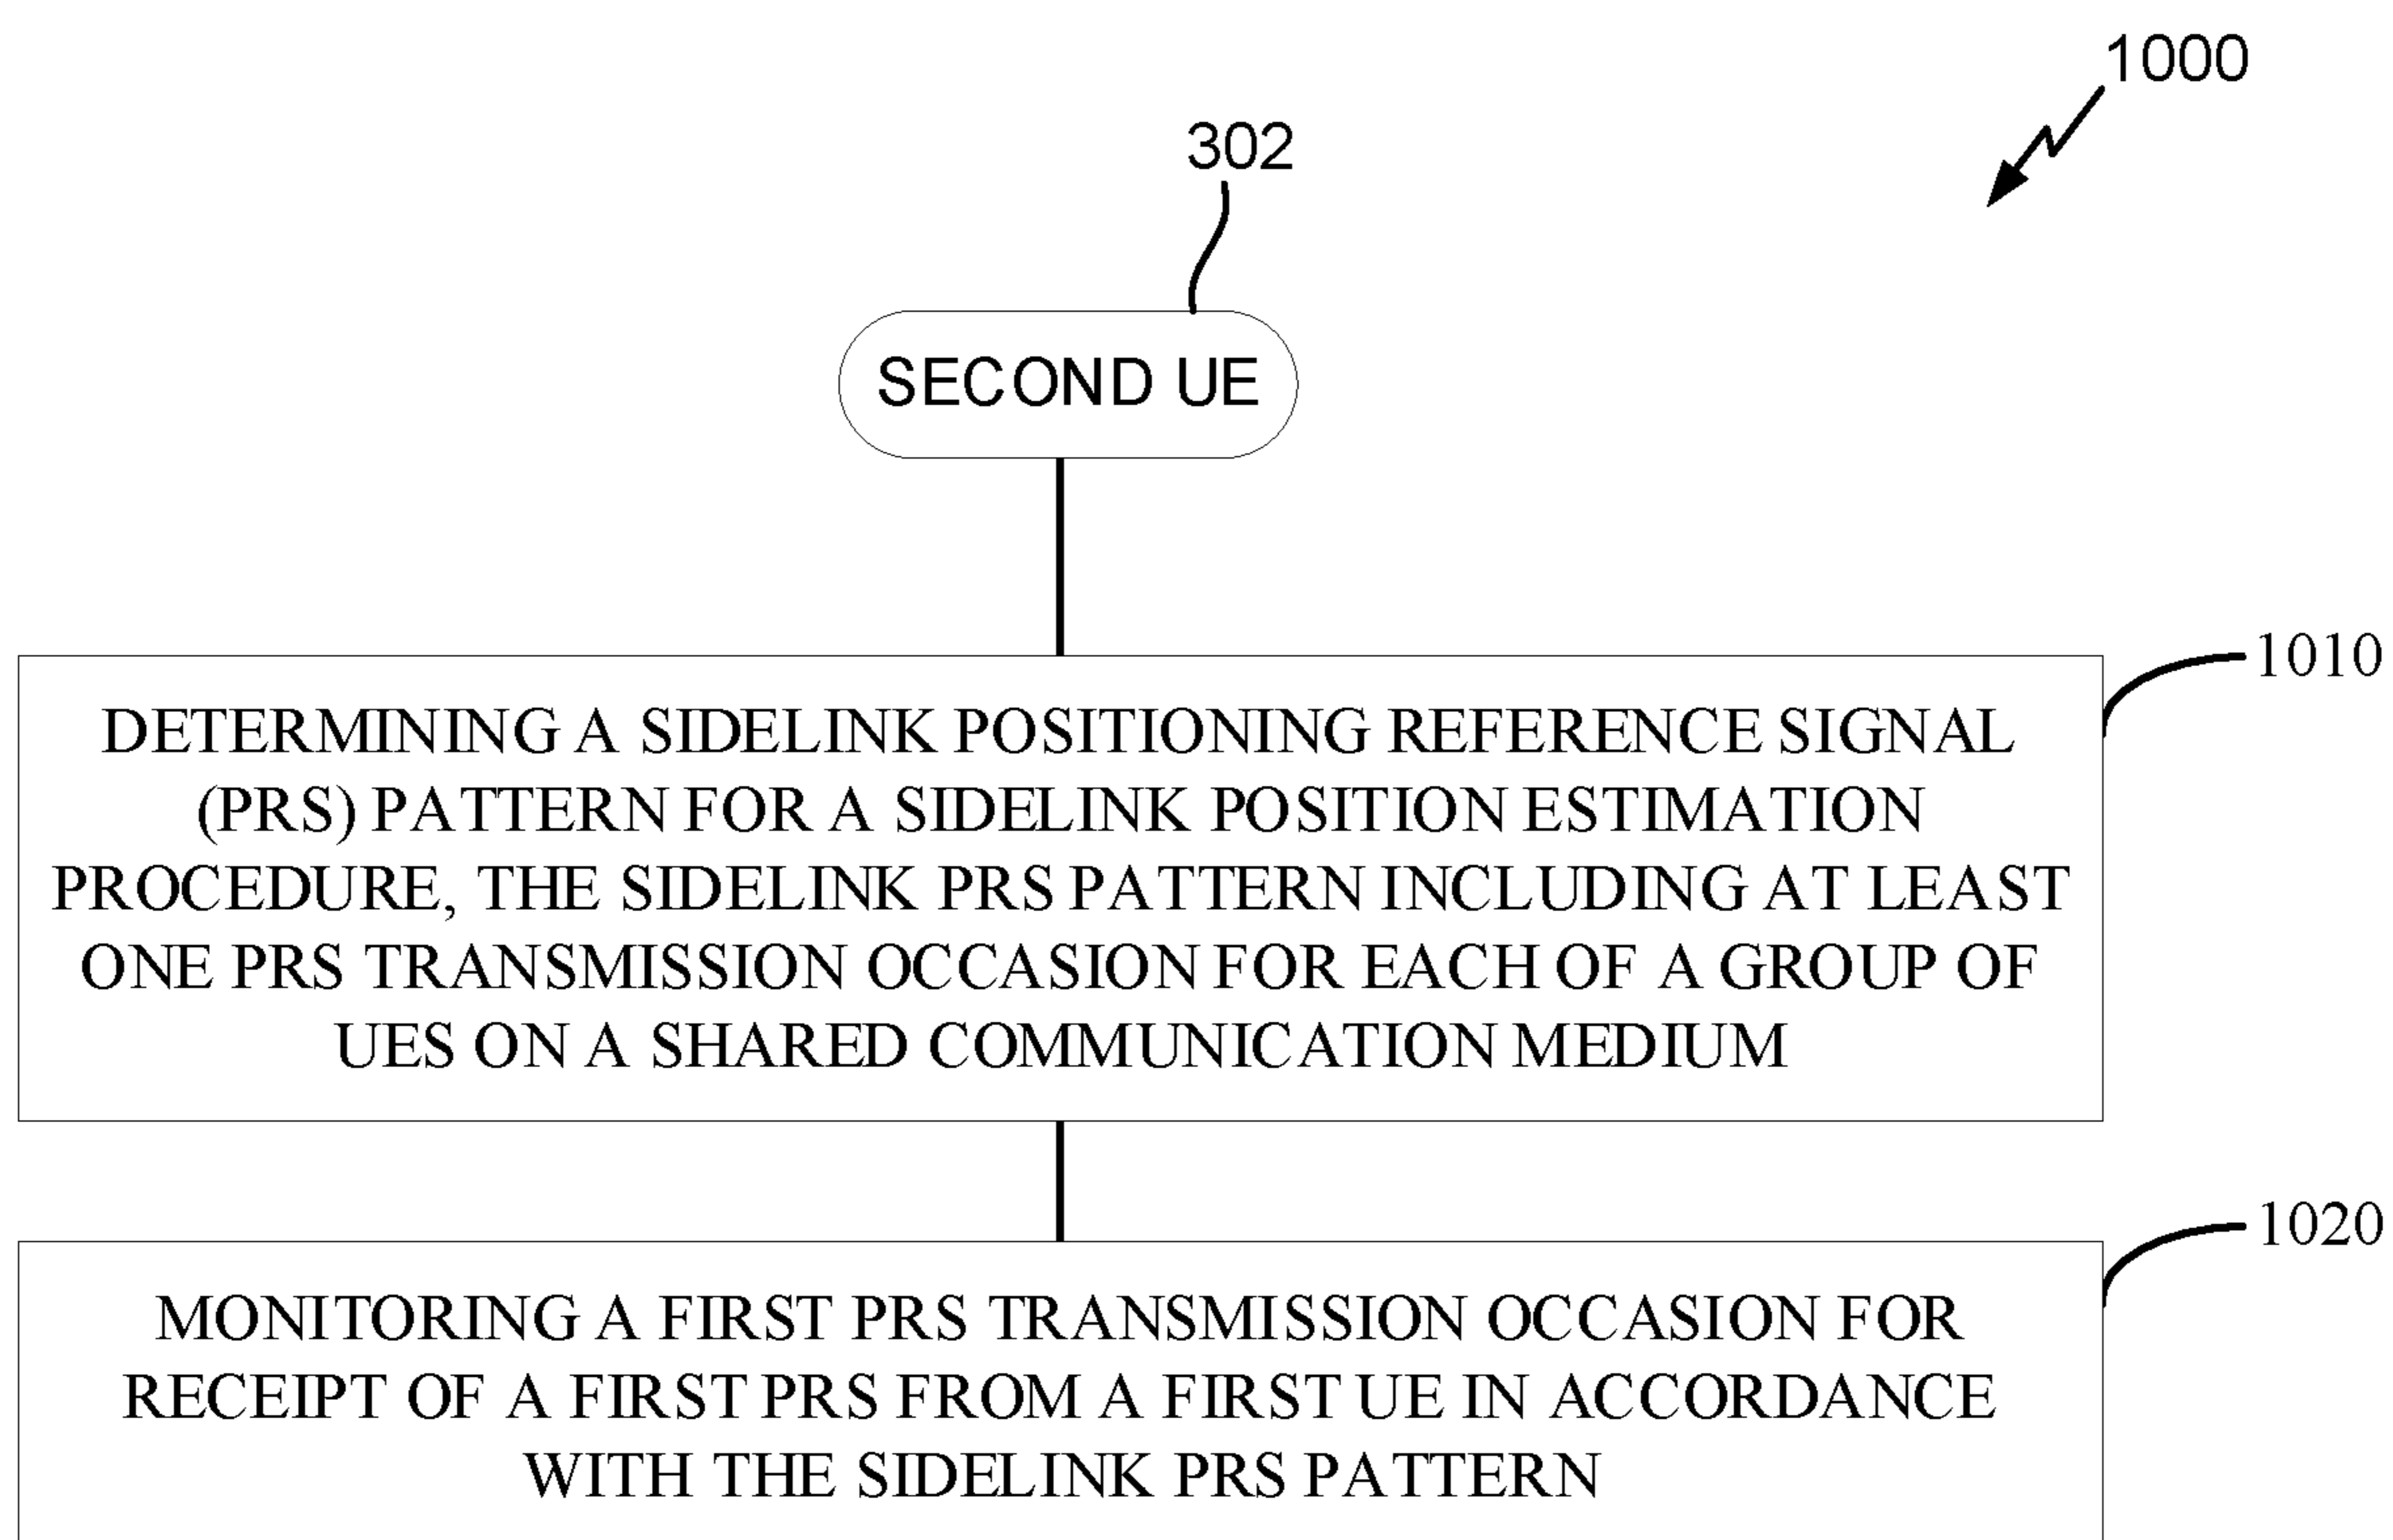 1000
302
SECOND UE
1010
DETERMINING A SIDELINK POSITIONING REFERENCE SIGNAL
(PRS) PATTERN FOR A SIDELINK POSITION ESTIMATION
PROCEDURE, THE SIDELINK PRS PATTERN INCLUDING AT LEAST
ONE PRS TRANSMISSION OCCASION FOR EACH OF A GROUP OF
UES ON A SHARED COMMUNICATION MEDIUM
1020
MONITORING A FIRST PRS TRANSMISSION OCCASION FOR
RECEIPT OF A FIRST PRS FROM A FIRST UE IN ACCORDANCE
WITH THE SIDELINK PRS PATTERN